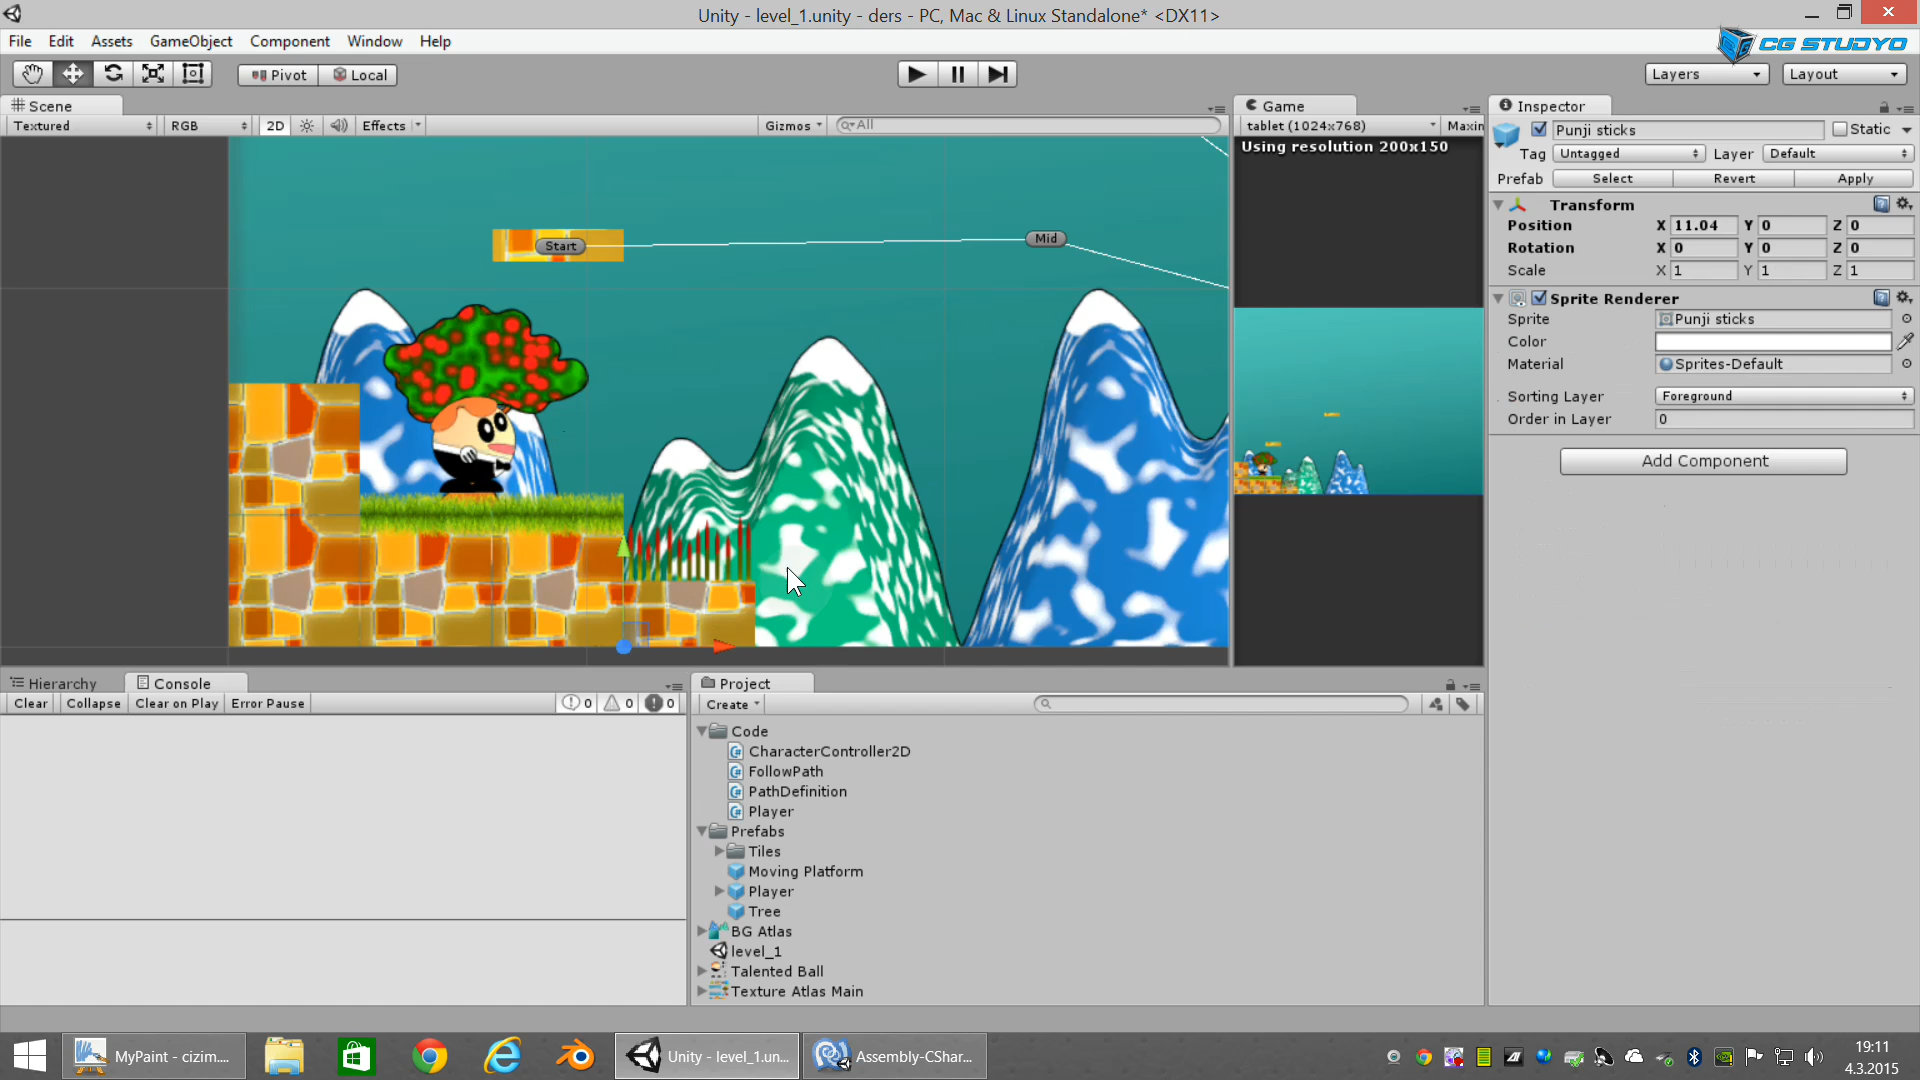 Unity - level_1.unity - ders - PC, Mac & Linux Standalone* <DX11>
File Edit Assets GameObject Component Window Help
CG STUDYO
Pivot Local
Layers Layout
Scene
Textured RGB 2D Effects Gizmos All
Start Mid
Game
tablet (1024x768) Maxin
Using resolution 200x150
Inspector
Punji sticks Static
Tag Untagged Layer Default
Prefab Select Revert Apply
Transform
Position X 11.04 Y 0 Z 0
Rotation X 0 Y 0 Z 0
Scale X 1 Y 1 Z 1
Sprite Renderer
Sprite Punji sticks
Color
Material Sprites-Default
Sorting Layer Foreground
Order in Layer 0
Add Component
Hierarchy Console
Clear Collapse Clear on Play Error Pause 0 0 0
Project
Create
Code
CharacterController2D
FollowPath
PathDefinition
Player
Prefabs
Tiles
Moving Platform
Player
Tree
BG Atlas
level_1
Talented Ball
Texture Atlas Main
MyPaint - cizim.... Unity - level_1.un... Assembly-CShar...
19:11
4.3.2015